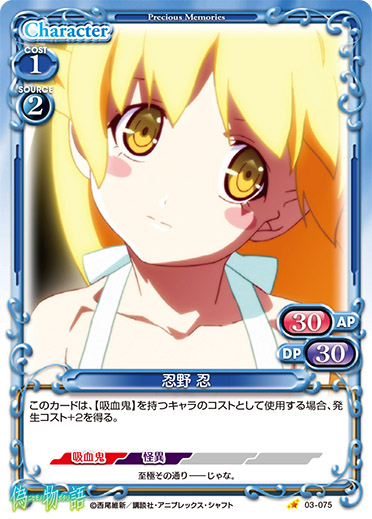 Precious Memories
Character
COST
1
SOURCE
2
30 AP
DP 30
忍野 忍
このカードは、【吸血鬼】を持つキャラのコストとして使用する場合、発
生コスト+2を得る。
吸血鬼 怪異
至極その通り――じゃな。
偽物語
©西尾維新／講談社・アニプレックス・シャフト
03-075